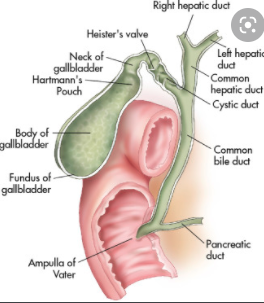 Right hepatic duct
Heister's valve
Left hepatic
duct
Neck of
gallbladder
Hartmann's
Pouch
Common
hepatic duct
Cystic duct
Body of
gallbladder
Common
bile duct
Fundus of
gallbladder
Pancreatic
duct
Ampulla of
Vater